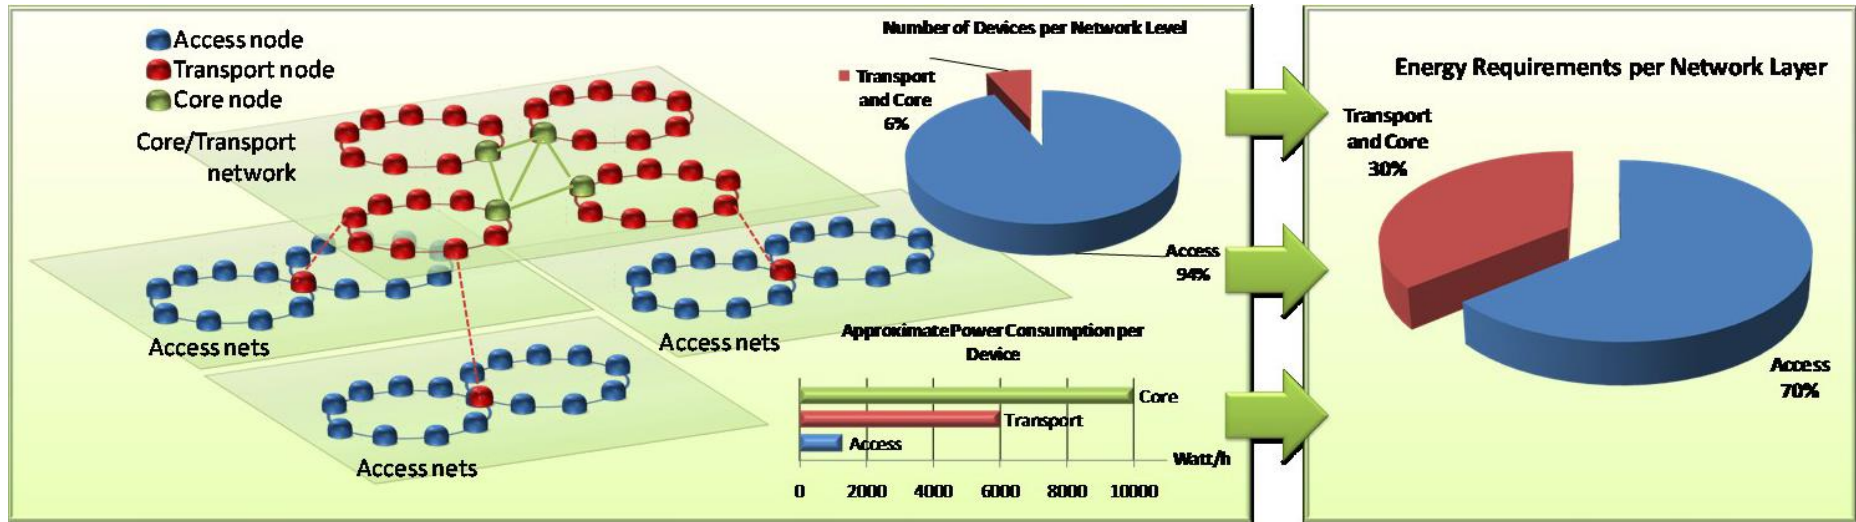 Access node
Transport node
Core node
Core/Transport
network
Access nets
Access nets
Access nets
Number of Devices per Network Level
Transport
and Core
6%
Access
94%
Approximate Power Consumption per
Device
Core
Transport
Access
Watt/h
0 2000 4000 6000 8000 10000
Energy Requirements per Network Layer
Transport
and Core
30%
Access
70%